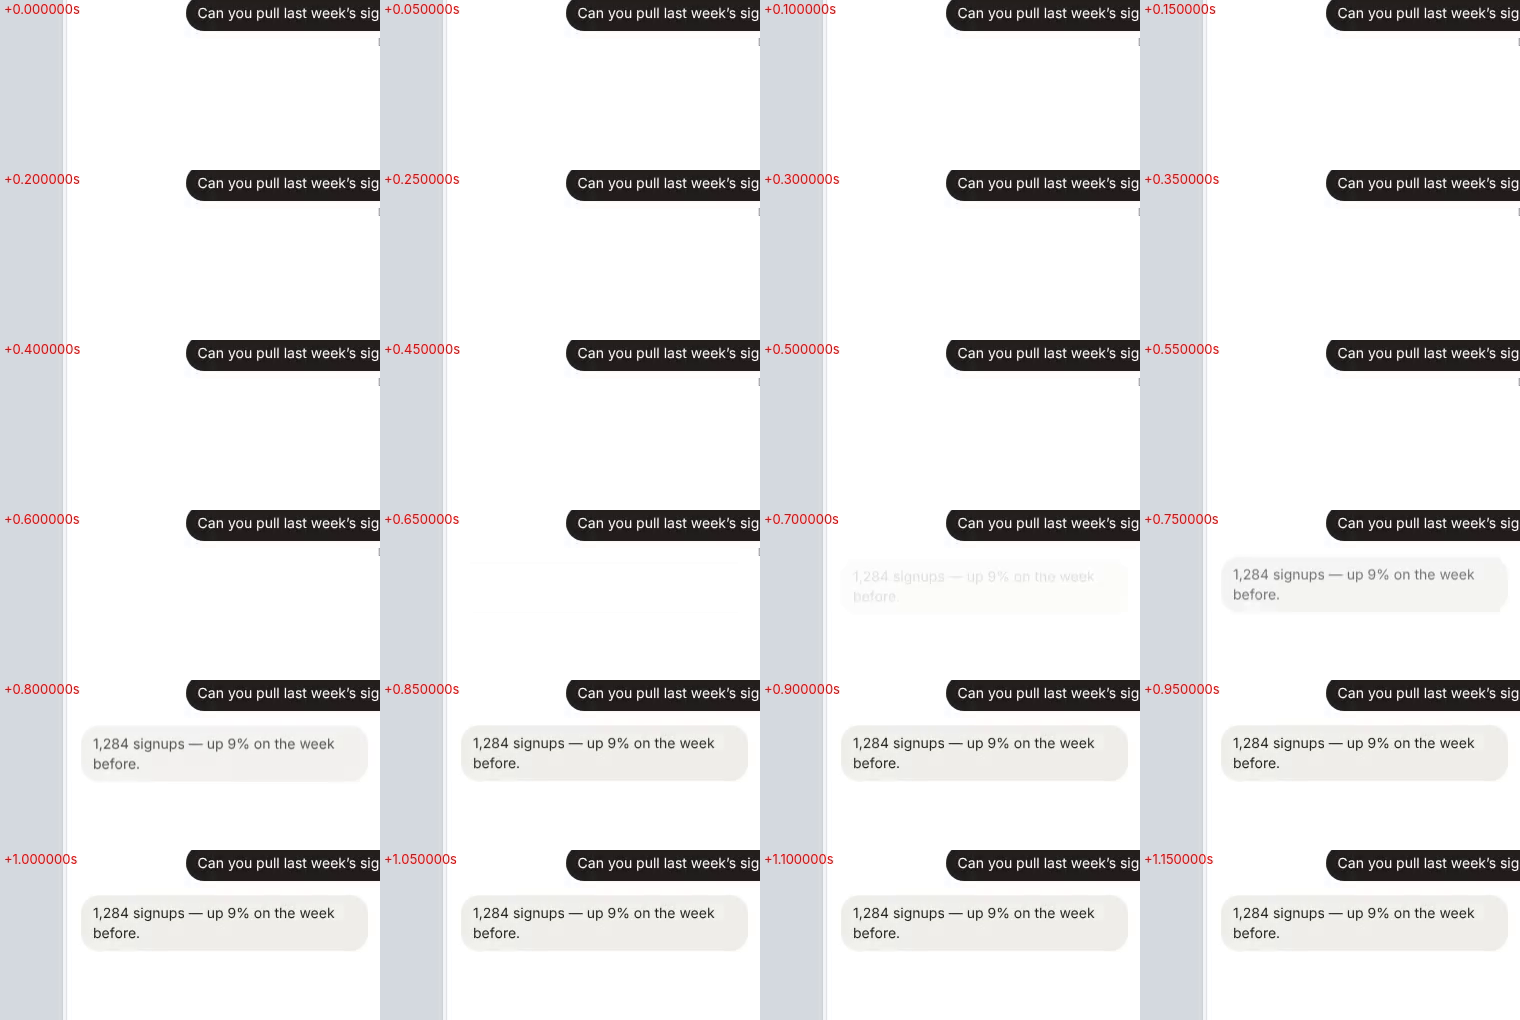 +0.000000s Can you pull last week’s sig +0.050000s Can you pull last week’s sig +0.100000s Can you pull last week’s sig +0.150000s Can you pull last week’s sig
+0.200000s Can you pull last week’s sig +0.250000s Can you pull last week’s sig +0.300000s Can you pull last week’s sig +0.350000s Can you pull last week’s sig
+0.400000s Can you pull last week’s sig +0.450000s Can you pull last week’s sig +0.500000s Can you pull last week’s sig +0.550000s Can you pull last week’s sig
+0.600000s Can you pull last week’s sig +0.650000s Can you pull last week’s sig +0.700000s Can you pull last week’s sig +0.750000s Can you pull last week’s sig
1,284 signups — up 9% on the week 1,284 signups — up 9% on the week
before. before.
+0.800000s Can you pull last week’s sig +0.850000s Can you pull last week’s sig +0.900000s Can you pull last week’s sig +0.950000s Can you pull last week’s sig
1,284 signups — up 9% on the week 1,284 signups — up 9% on the week 1,284 signups — up 9% on the week 1,284 signups — up 9% on the week
before. before. before. before.
+1.000000s Can you pull last week’s sig +1.050000s Can you pull last week’s sig +1.100000s Can you pull last week’s sig +1.150000s Can you pull last week’s sig
1,284 signups — up 9% on the week 1,284 signups — up 9% on the week 1,284 signups — up 9% on the week 1,284 signups — up 9% on the week
before. before. before. before.